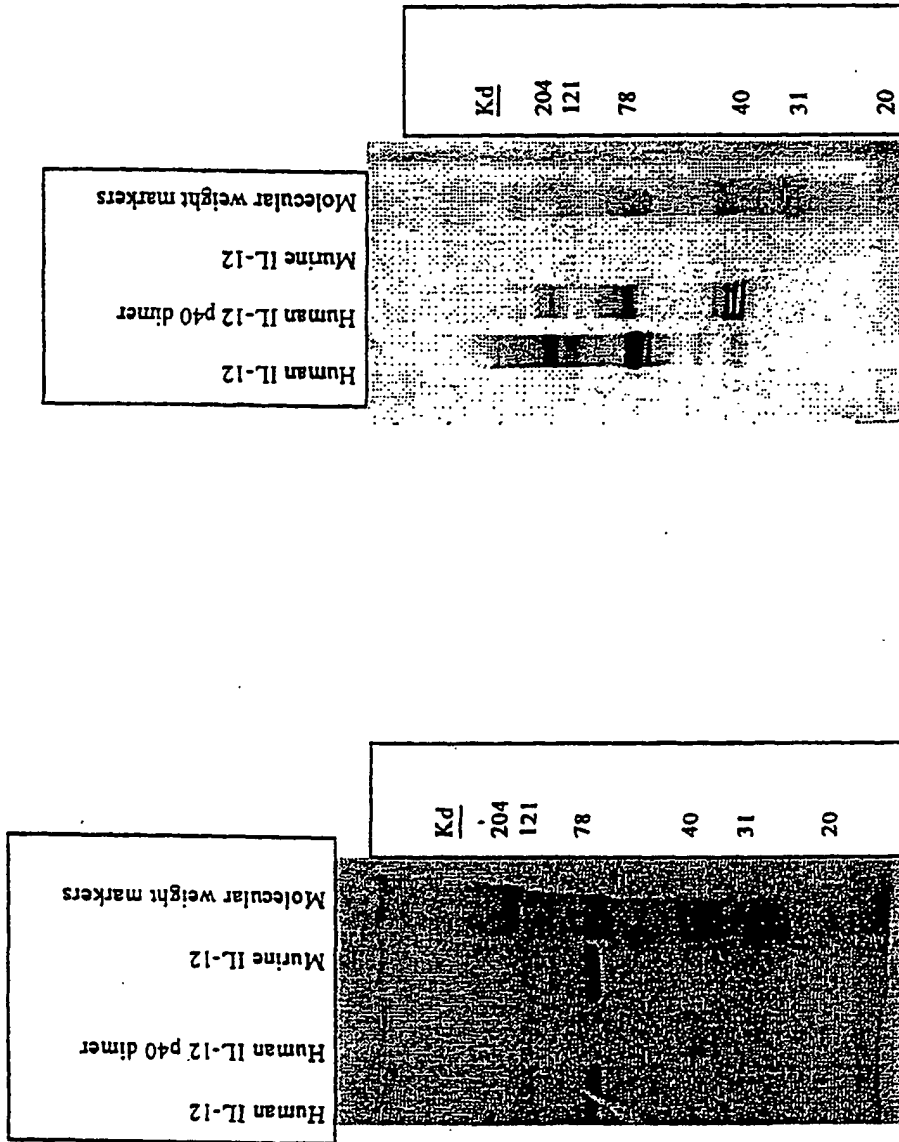 Molecular weight markers
Murine IL-12
Human IL-12 p40 dimer
Human IL-12
Kd
204
121
78
40
31
20
Molecular weight markers
Murine IL-12
Human IL-12 p40 dimer
Human IL-12
Kd
204
121
78
40
31
20